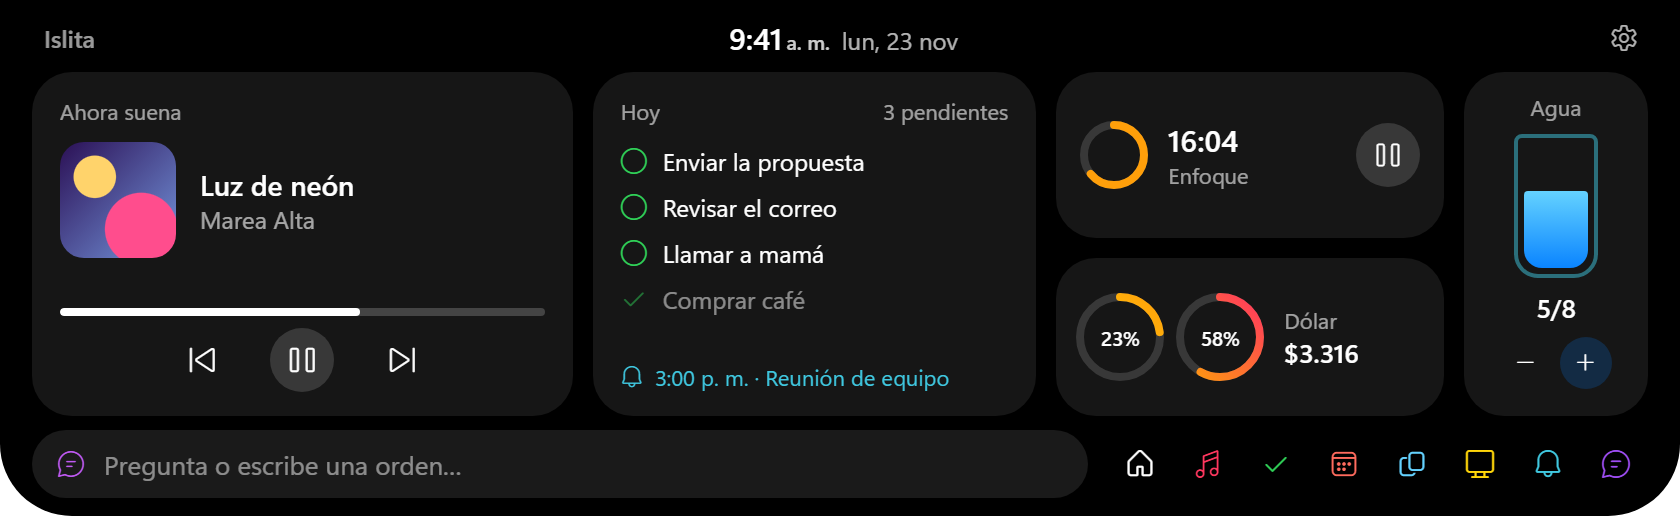 Islita
9:41 a. m. lun, 23 nov
Ahora suena
Luz de neón
Marea Alta
Hoy
3 pendientes
Enviar la propuesta
Revisar el correo
Llamar a mamá
Comprar café
3:00 p. m. · Reunión de equipo
16:04
Enfoque
23%
58%
Dólar
$3.316
Agua
5/8
Pregunta o escribe una orden...